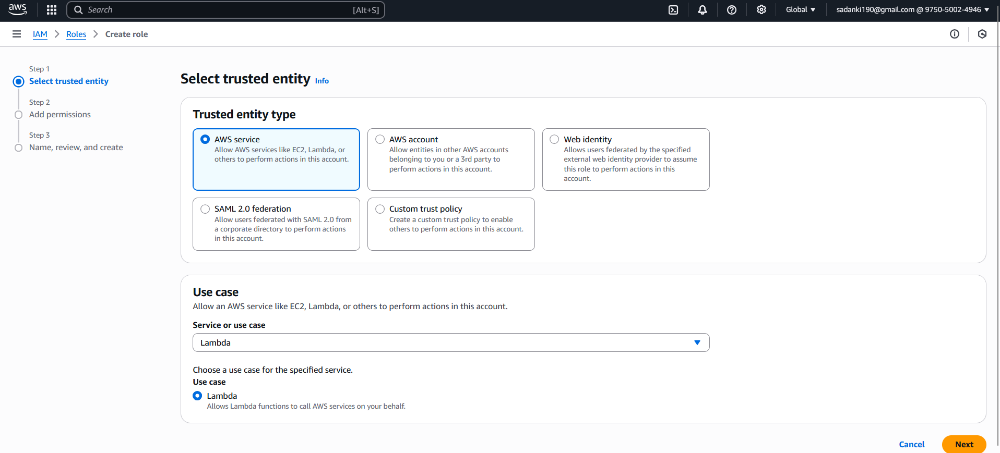 aws
Search [Alt+S]
Global
sadanki190@gmail.com @ 9750-5002-4946
IAM
Roles
Create role
Step 1
Select trusted entity
Step 2
Add permissions
Step 3
Name, review, and create
Select trusted entity Info
Trusted entity type
AWS service
Allow AWS services like EC2, Lambda, or
others to perform actions in this account.
AWS account
Allow entities in other AWS accounts
belonging to you or a 3rd party to
perform actions in this account.
Web identity
Allows users federated by the specified
external web identity provider to assume
this role to perform actions in this
account.
SAML 2.0 federation
Allow users federated with SAML 2.0 from
a corporate directory to perform actions
in this account.
Custom trust policy
Create a custom trust policy to enable
others to perform actions in this account.
Use case
Allow an AWS service like EC2, Lambda, or others to perform actions in this account.
Service or use case
Lambda
Choose a use case for the specified service.
Use case
Lambda
Allows Lambda functions to call AWS services on your behalf.
Cancel
Next